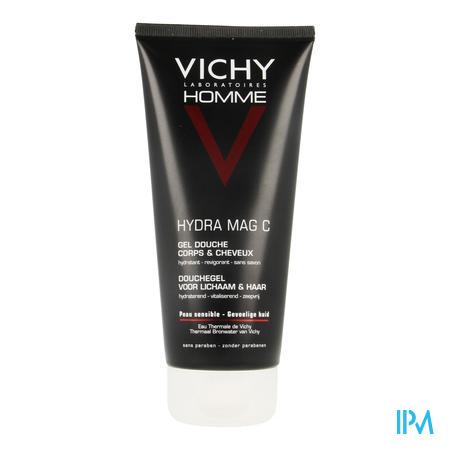 VICHY
LABORATOIRES
HOMME
HYDRA MAG C
GEL DOUCHE
CORPS & CHEVEUX
hydratant - revigorant - sans savon
DOUCHEGEL
VOOR LICHAAM & HAAR
hydraterend - vitaliserend - zeepvrij
Peau sensible - Gevoelige huid
Eau Thermale de Vichy
Thermaal Bronwater van Vichy
sans paraben - zonder parabenen
IPM